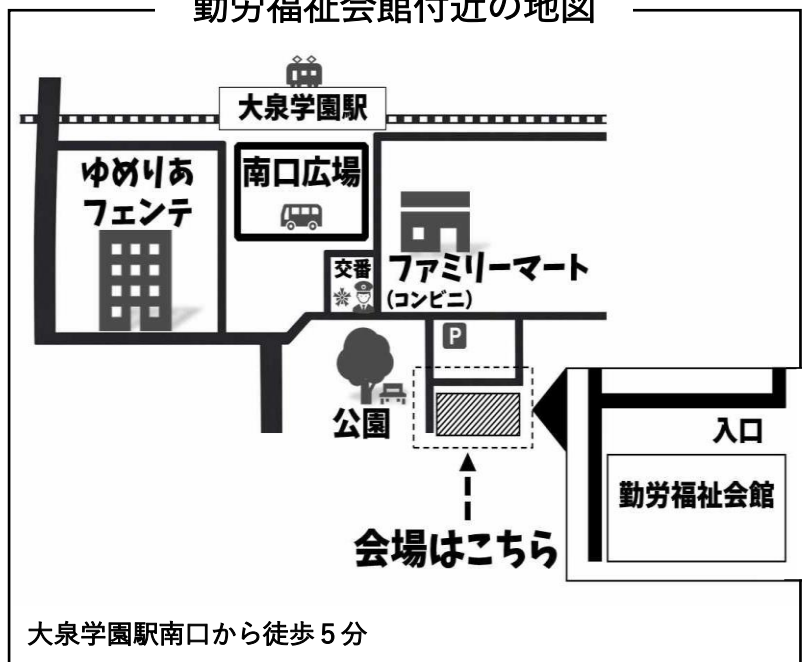 勤労福祉会館付近の地図
大泉学園駅
ゆめりあ
フェンテ
南口広場
交番
ファミリーマート
(コンビニ)
P
公園
入口
勤労福祉会館
会場はこちら
大泉学園駅南口から徒歩5分